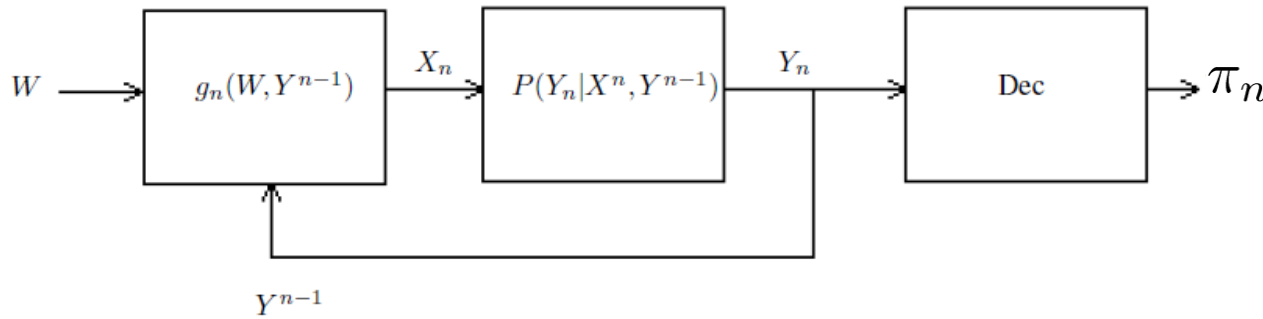 W
g_n(W, Y^{n-1})
X_n
P(Y_n|X^n, Y^{n-1})
Y_n
Dec
π_n
Y^{n-1}